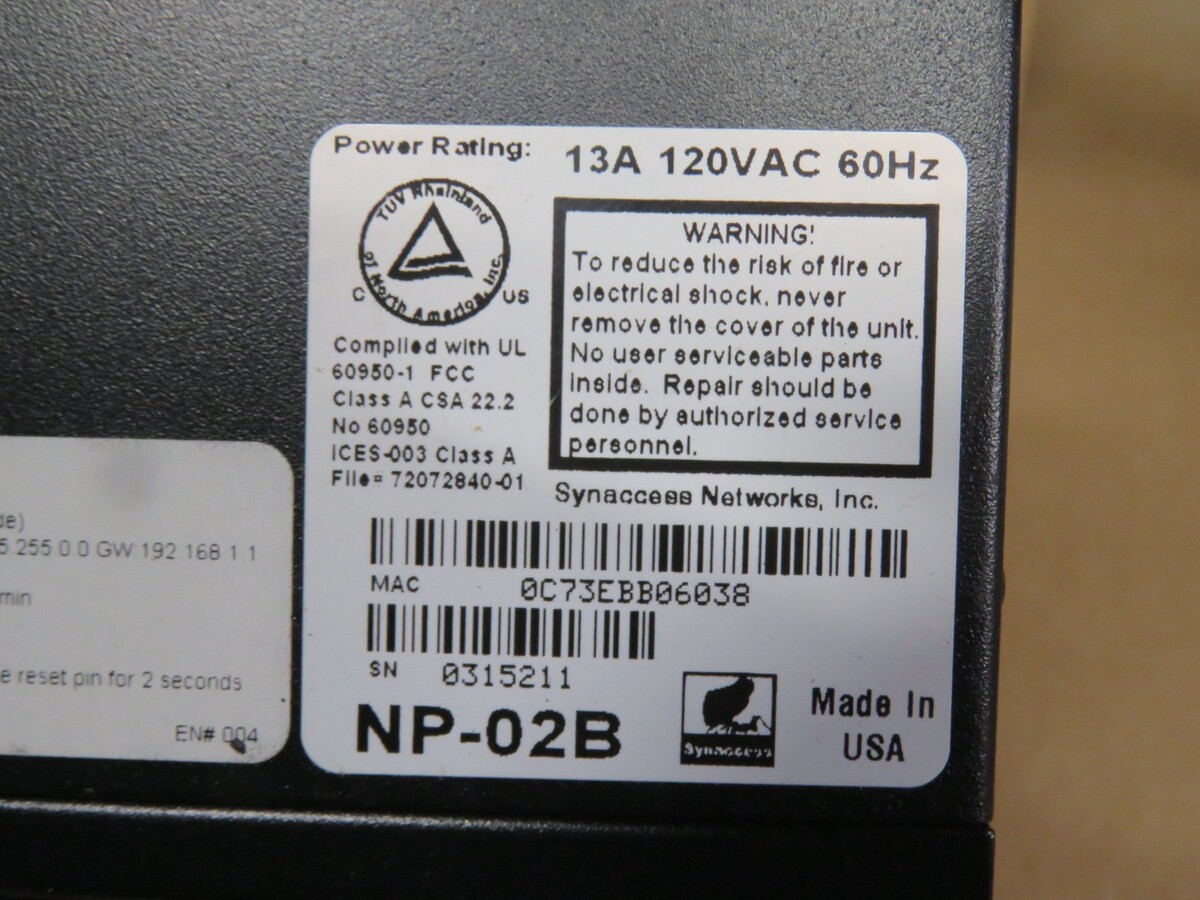 Power Rating: 13A 120VAC 60Hz
TUV Rheinland
of North America, Inc.
C US
Complied with UL
60950-1 FCC
Class A CSA 22.2
No 60950
ICES-003 Class A
File# 72072840-01
WARNING!
To reduce the risk of fire or
electrical shock, never
remove the cover of the unit.
No user serviceable parts
inside. Repair should be
done by authorized service
personnel.
Synaccess Networks, Inc.
MAC 0C73EBB06038
SN 0315211
NP-02B
Synaccess
Made In
USA
de)
5.255.0.0 GW:192.168.1.1
min
e reset pin for 2 seconds
EN# 004